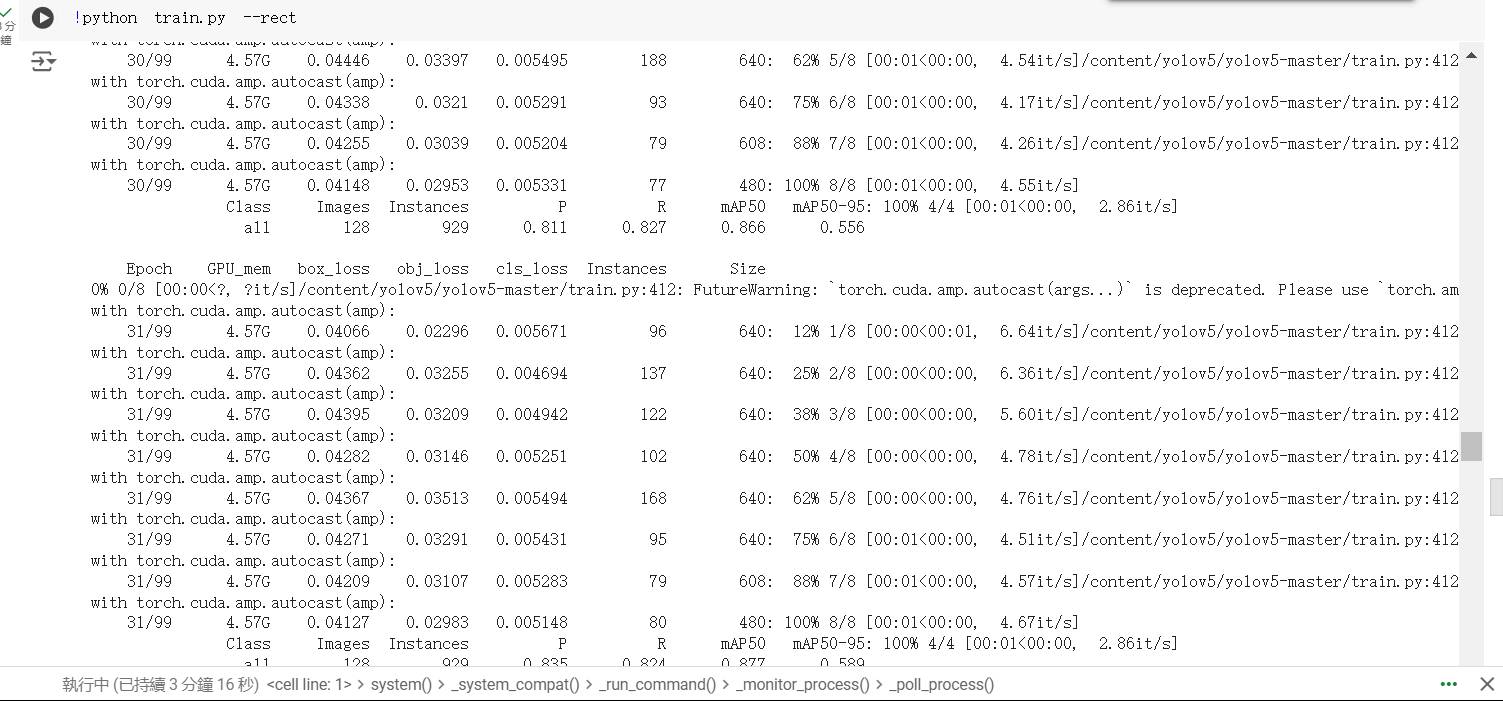 !python train.py --rect
3 分
鐘
with torch.cuda.amp.autocast(amp):
30/99 4.57G 0.04446 0.03397 0.005495 188 640: 62% 5/8 [00:01<00:00, 4.54it/s]/content/yolov5/yolov5-master/train.py:412
with torch.cuda.amp.autocast(amp):
30/99 4.57G 0.04338 0.0321 0.005291 93 640: 75% 6/8 [00:01<00:00, 4.17it/s]/content/yolov5/yolov5-master/train.py:412
with torch.cuda.amp.autocast(amp):
30/99 4.57G 0.04255 0.03039 0.005204 79 608: 88% 7/8 [00:01<00:00, 4.26it/s]/content/yolov5/yolov5-master/train.py:412
with torch.cuda.amp.autocast(amp):
30/99 4.57G 0.04148 0.02953 0.005331 77 480: 100% 8/8 [00:01<00:00, 4.55it/s]
Class Images Instances P R mAP50 mAP50-95: 100% 4/4 [00:01<00:00, 2.86it/s]
all 128 929 0.811 0.827 0.866 0.556
Epoch GPU_mem box_loss obj_loss cls_loss Instances Size
0% 0/8 [00:00<?, ?it/s]/content/yolov5/yolov5-master/train.py:412: FutureWarning: `torch.cuda.amp.autocast(args...)` is deprecated. Please use `torch.am
with torch.cuda.amp.autocast(amp):
31/99 4.57G 0.04066 0.02296 0.005671 96 640: 12% 1/8 [00:00<00:01, 6.64it/s]/content/yolov5/yolov5-master/train.py:412
with torch.cuda.amp.autocast(amp):
31/99 4.57G 0.04362 0.03255 0.004694 137 640: 25% 2/8 [00:00<00:00, 6.36it/s]/content/yolov5/yolov5-master/train.py:412
with torch.cuda.amp.autocast(amp):
31/99 4.57G 0.04395 0.03209 0.004942 122 640: 38% 3/8 [00:00<00:00, 5.60it/s]/content/yolov5/yolov5-master/train.py:412
with torch.cuda.amp.autocast(amp):
31/99 4.57G 0.04282 0.03146 0.005251 102 640: 50% 4/8 [00:00<00:00, 4.78it/s]/content/yolov5/yolov5-master/train.py:412
with torch.cuda.amp.autocast(amp):
31/99 4.57G 0.04367 0.03513 0.005494 168 640: 62% 5/8 [00:00<00:00, 4.76it/s]/content/yolov5/yolov5-master/train.py:412
with torch.cuda.amp.autocast(amp):
31/99 4.57G 0.04271 0.03291 0.005431 95 640: 75% 6/8 [00:01<00:00, 4.51it/s]/content/yolov5/yolov5-master/train.py:412
with torch.cuda.amp.autocast(amp):
31/99 4.57G 0.04209 0.03107 0.005283 79 608: 88% 7/8 [00:01<00:00, 4.57it/s]/content/yolov5/yolov5-master/train.py:412
with torch.cuda.amp.autocast(amp):
31/99 4.57G 0.04127 0.02983 0.005148 80 480: 100% 8/8 [00:01<00:00, 4.67it/s]
Class Images Instances P R mAP50 mAP50-95: 100% 4/4 [00:01<00:00, 2.86it/s]
all 128 929 0.835 0.824 0.877 0.589
執行中 (已持續 3 分鐘 16 秒) <cell line: 1> > system() > _system_compat() > _run_command() > _monitor_process() > _poll_process()